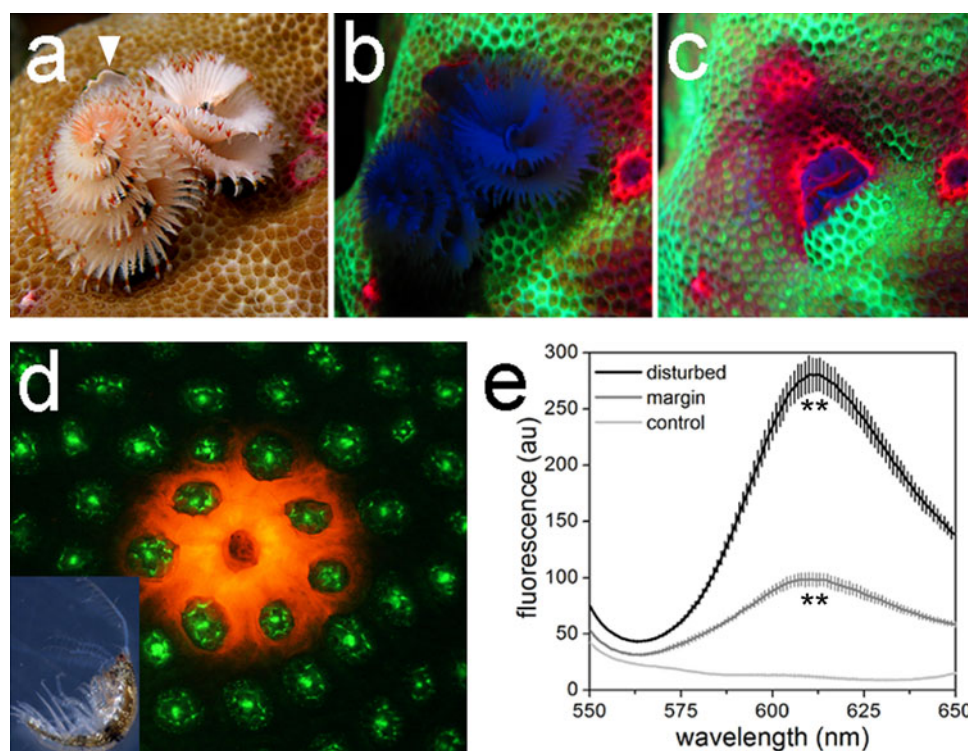 a
b
c
d
e
300
250
200
150
100
50
0
fluorescence (au)
disturbed
margin
control
**
**
550
575
600
625
650
wavelength (nm)